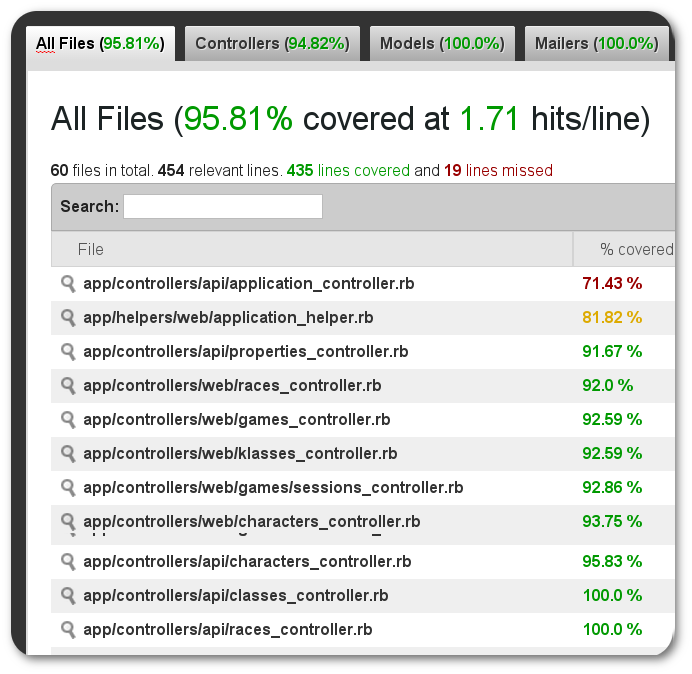 All Files (95.81%) Controllers (94.82%) Models (100.0%) Mailers (100.0%)
All Files (95.81% covered at 1.71 hits/line)
60 files in total. 454 relevant lines. 435 lines covered and 19 lines missed
Search:
File % covered
app/controllers/api/application_controller.rb 71.43 %
app/helpers/web/application_helper.rb 81.82 %
app/controllers/api/properties_controller.rb 91.67 %
app/controllers/web/races_controller.rb 92.0 %
app/controllers/web/games_controller.rb 92.59 %
app/controllers/web/klasses_controller.rb 92.59 %
app/controllers/web/games/sessions_controller.rb 92.86 %
app/controllers/web/characters_controller.rb 93.75 %
app/controllers/api/characters_controller.rb 95.83 %
app/controllers/api/classes_controller.rb 100.0 %
app/controllers/api/races_controller.rb 100.0 %